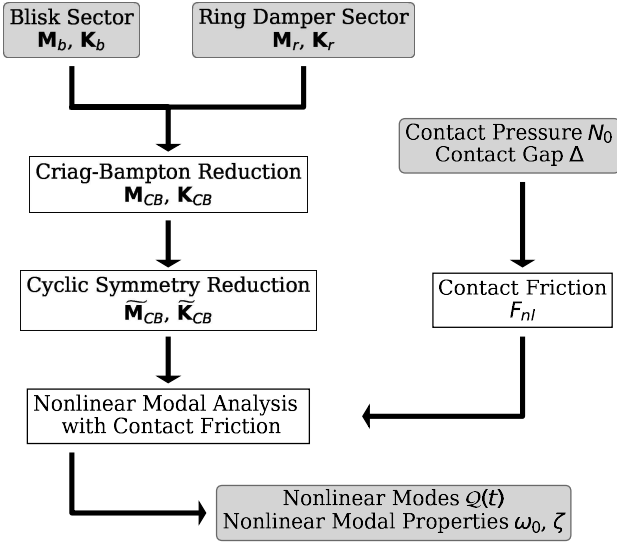 Blisk Sector
M_b, K_b
Ring Damper Sector
M_r, K_r
Contact Pressure N_0
Contact Gap Δ
Criag-Bampton Reduction
M_CB, K_CB
Cyclic Symmetry Reduction
M̃_CB, K̃_CB
Contact Friction
F_nl
Nonlinear Modal Analysis
with Contact Friction
Nonlinear Modes 𝒬(t)
Nonlinear Modal Properties ω_0, ζ